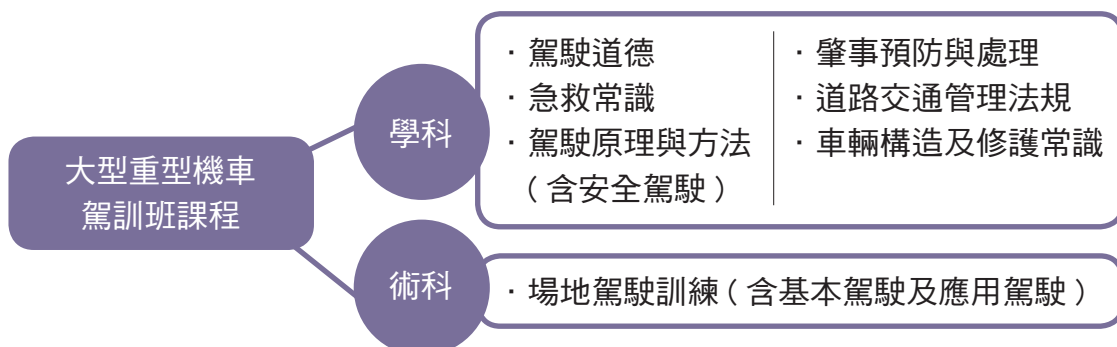 大型重型機車
駕訓班課程
學科
· 駕駛道德
· 急救常識
· 駕駛原理與方法
( 含安全駕駛 )
· 肇事預防與處理
· 道路交通管理法規
· 車輛構造及修護常識
術科
· 場地駕駛訓練 ( 含基本駕駛及應用駕駛 )